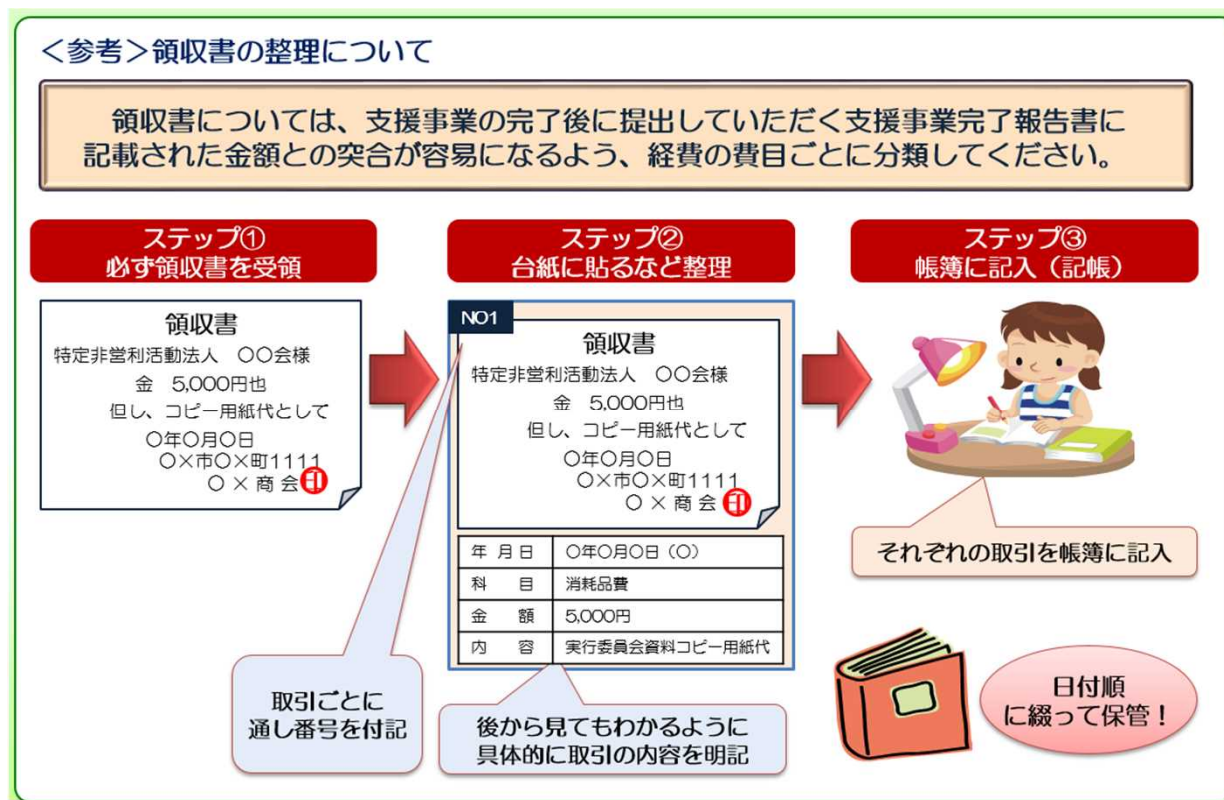 ＜参考＞領収書の整理について
領収書については、支援事業の完了後に提出していただく支援事業完了報告書に
記載された金額との突合が容易になるよう、経費の費目ごとに分類してください。
ステップ①
必ず領収書を受領
領収書
特定非営利活動法人　〇〇会様
金　5,000円也
但し、コピー用紙代として
〇年〇月〇日
〇×市〇×町1111
〇×商会 印
ステップ②
台紙に貼るなど整理
NO1
領収書
特定非営利活動法人　〇〇会様
金　5,000円也
但し、コピー用紙代として
〇年〇月〇日
〇×市〇×町1111
〇×商会 印
年月日　〇年〇月〇日（〇）
科　目　消耗品費
金　額　5,000円
内　容　実行委員会資料コピー用紙代
取引ごとに
通し番号を付記
後から見てもわかるように
具体的に取引の内容を明記
ステップ③
帳簿に記入（記帳）
それぞれの取引を帳簿に記入
日付順
に綴って保管！